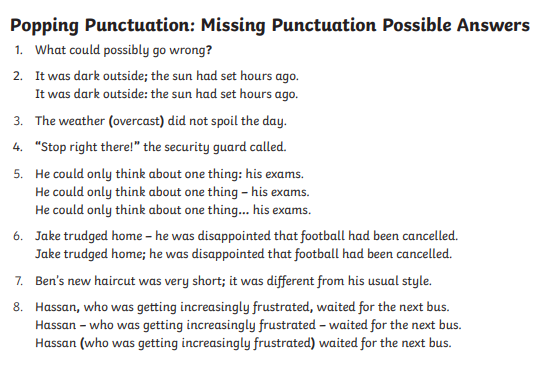 Popping Punctuation: Missing Punctuation Possible Answers
1. What could possibly go wrong?
2. It was dark outside; the sun had set hours ago.
It was dark outside: the sun had set hours ago.
3. The weather (overcast) did not spoil the day.
4. “Stop right there!” the security guard called.
5. He could only think about one thing: his exams.
He could only think about one thing – his exams.
He could only think about one thing... his exams.
6. Jake trudged home – he was disappointed that football had been cancelled.
Jake trudged home; he was disappointed that football had been cancelled.
7. Ben’s new haircut was very short; it was different from his usual style.
8. Hassan, who was getting increasingly frustrated, waited for the next bus.
Hassan – who was getting increasingly frustrated – waited for the next bus.
Hassan (who was getting increasingly frustrated) waited for the next bus.